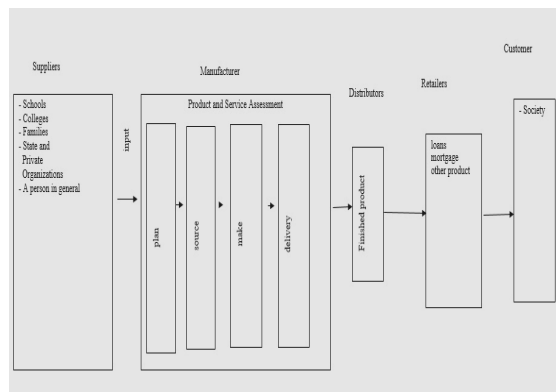 Suppliers
- Schools
- Colleges
- Families
- State and
Private
Organizations
- A person in general
input
Manufacturer
Product and Service Assessment
plan
source
make
delivery
Distributors
Finished product
Retailers
loans
mortgage
other product
Customer
- Society